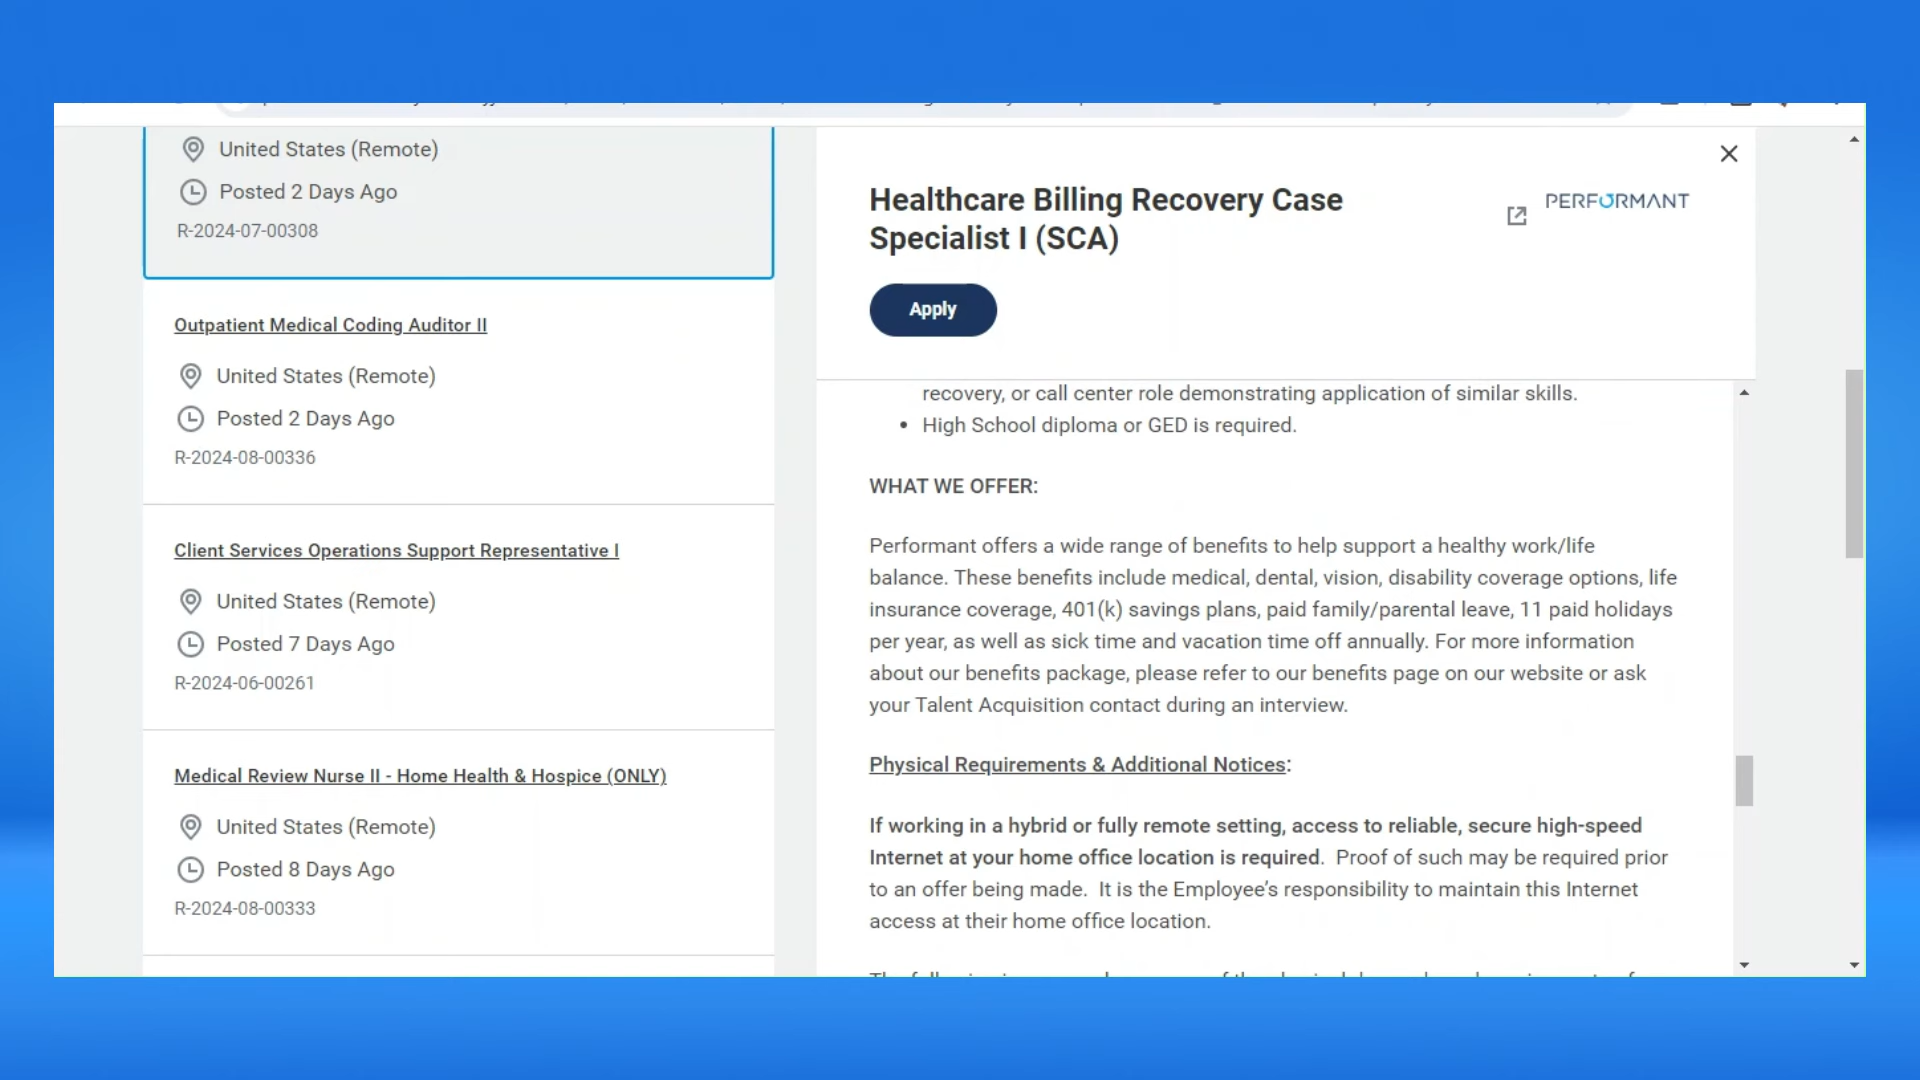 United States (Remote)
Posted 2 Days Ago
R-2024-07-00308
Outpatient Medical Coding Auditor II
United States (Remote)
Posted 2 Days Ago
R-2024-08-00336
Client Services Operations Support Representative I
United States (Remote)
Posted 7 Days Ago
R-2024-06-00261
Medical Review Nurse II - Home Health & Hospice (ONLY)
United States (Remote)
Posted 8 Days Ago
R-2024-08-00333
Healthcare Billing Recovery Case
Specialist I (SCA)
PERFORMANT
Apply
recovery, or call center role demonstrating application of similar skills.
• High School diploma or GED is required.
WHAT WE OFFER:
Performant offers a wide range of benefits to help support a healthy work/life
balance. These benefits include medical, dental, vision, disability coverage options, life
insurance coverage, 401(k) savings plans, paid family/parental leave, 11 paid holidays
per year, as well as sick time and vacation time off annually. For more information
about our benefits package, please refer to our benefits page on our website or ask
your Talent Acquisition contact during an interview.
Physical Requirements & Additional Notices:
If working in a hybrid or fully remote setting, access to reliable, secure high-speed
Internet at your home office location is required. Proof of such may be required prior
to an offer being made. It is the Employee’s responsibility to maintain this Internet
access at their home office location.